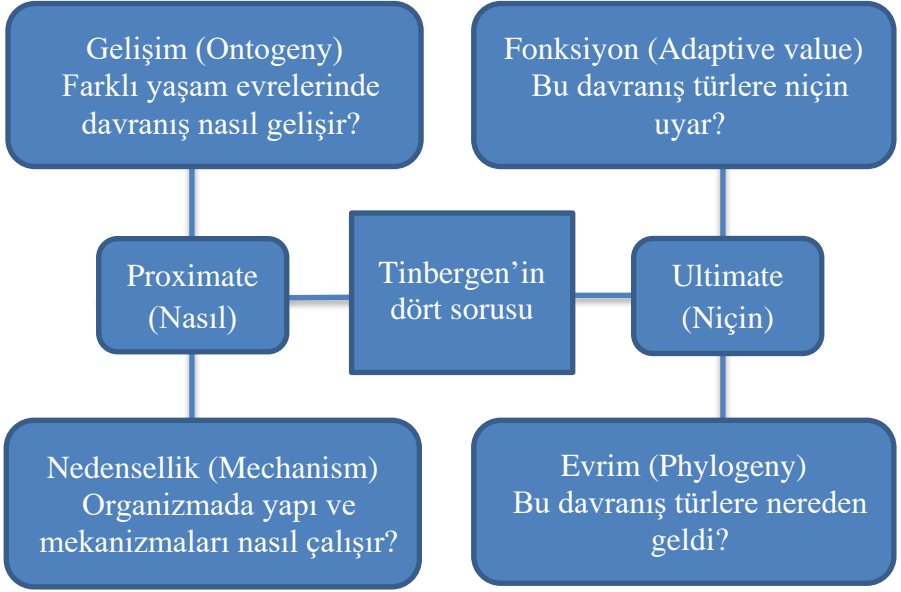 Gelişim (Ontogeny)
Farklı yaşam evrelerinde
davranış nasıl gelişir?
Fonksiyon (Adaptive value)
Bu davranış türlere niçin
uyar?
Proximate
(Nasıl)
Tinbergen’in
dört sorusu
Ultimate
(Niçin)
Nedensellik (Mechanism)
Organizmada yapı ve
mekanizmaları nasıl çalışır?
Evrim (Phylogeny)
Bu davranış türlere nereden
geldi?